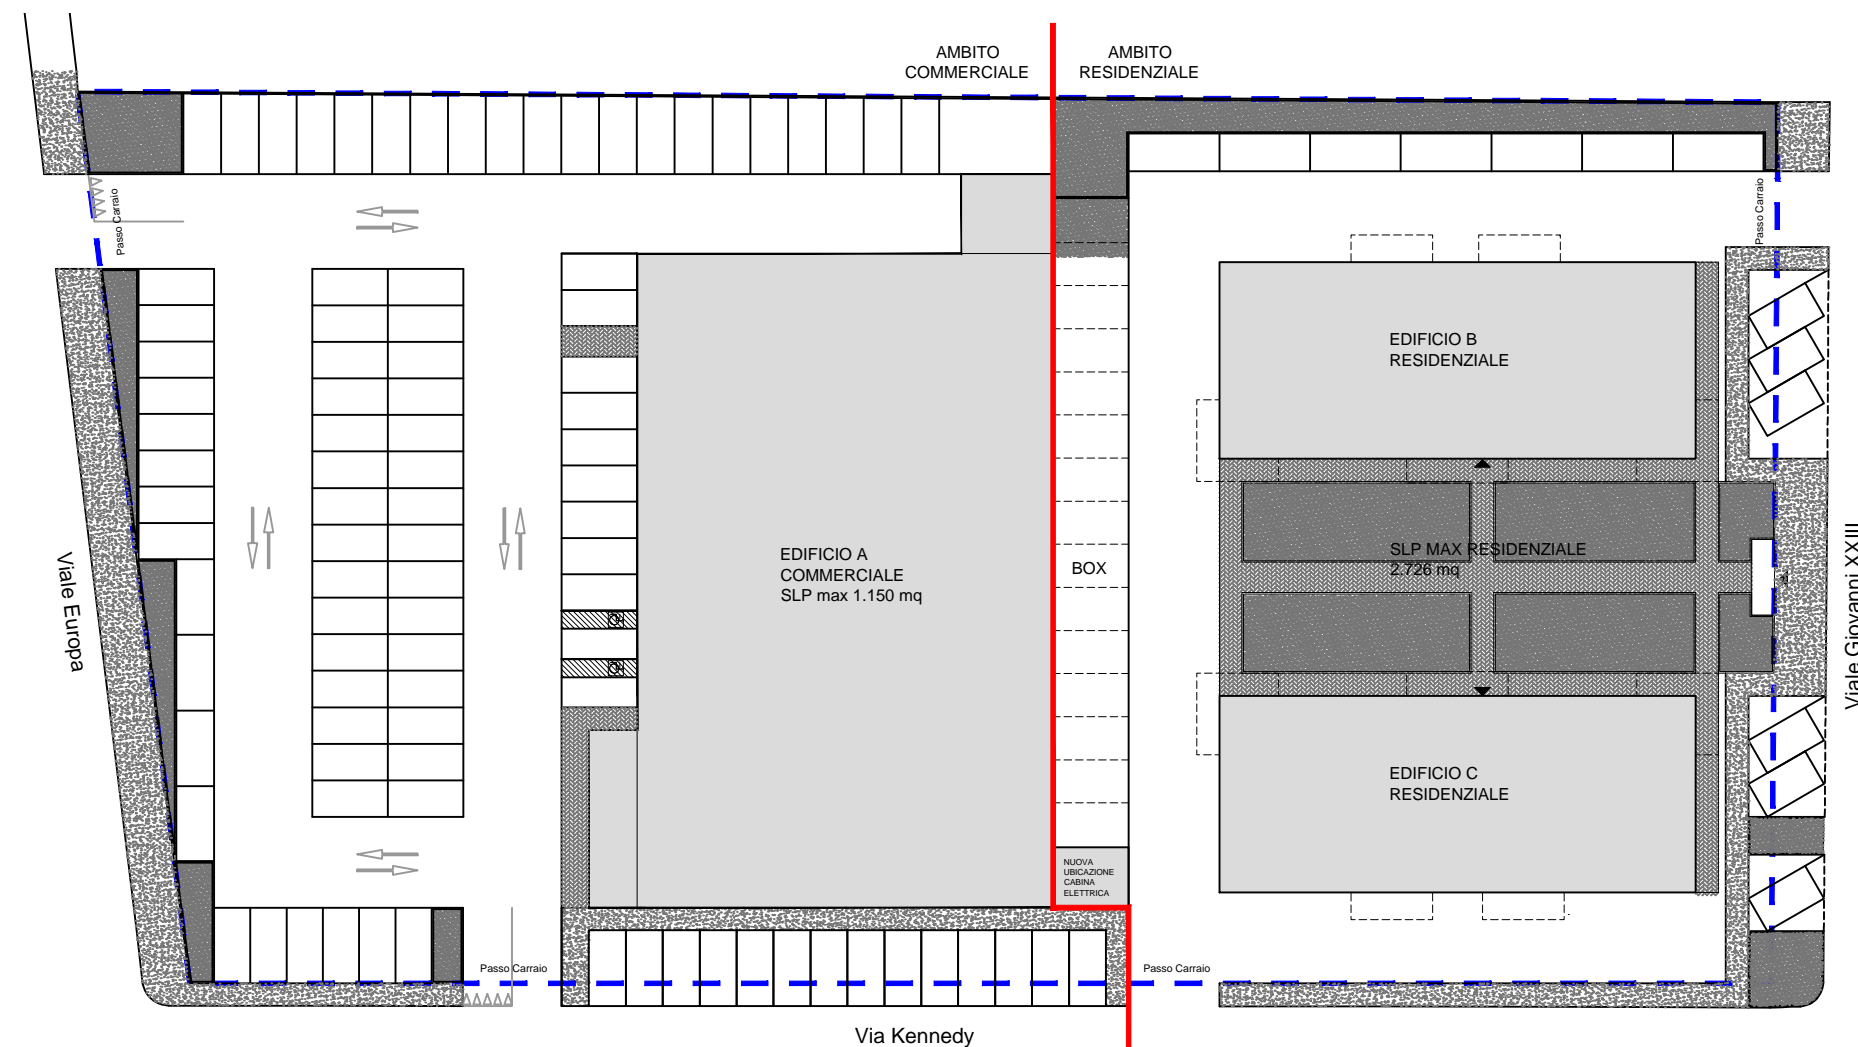 AMBITO
COMMERCIALE
AMBITO
RESIDENZIALE
Passo Carraio
Passo Carraio
EDIFICIO B
RESIDENZIALE
EDIFICIO A
COMMERCIALE
SLP max 1.150 mq
BOX
SLP MAX RESIDENZIALE
2.726 mq
Viale Europa
Viale Giovanni XXIII
EDIFICIO C
RESIDENZIALE
NUOVA
UBICAZIONE
CABINA
ELETTRICA
Passo Carraio
Passo Carraio
Via Kennedy